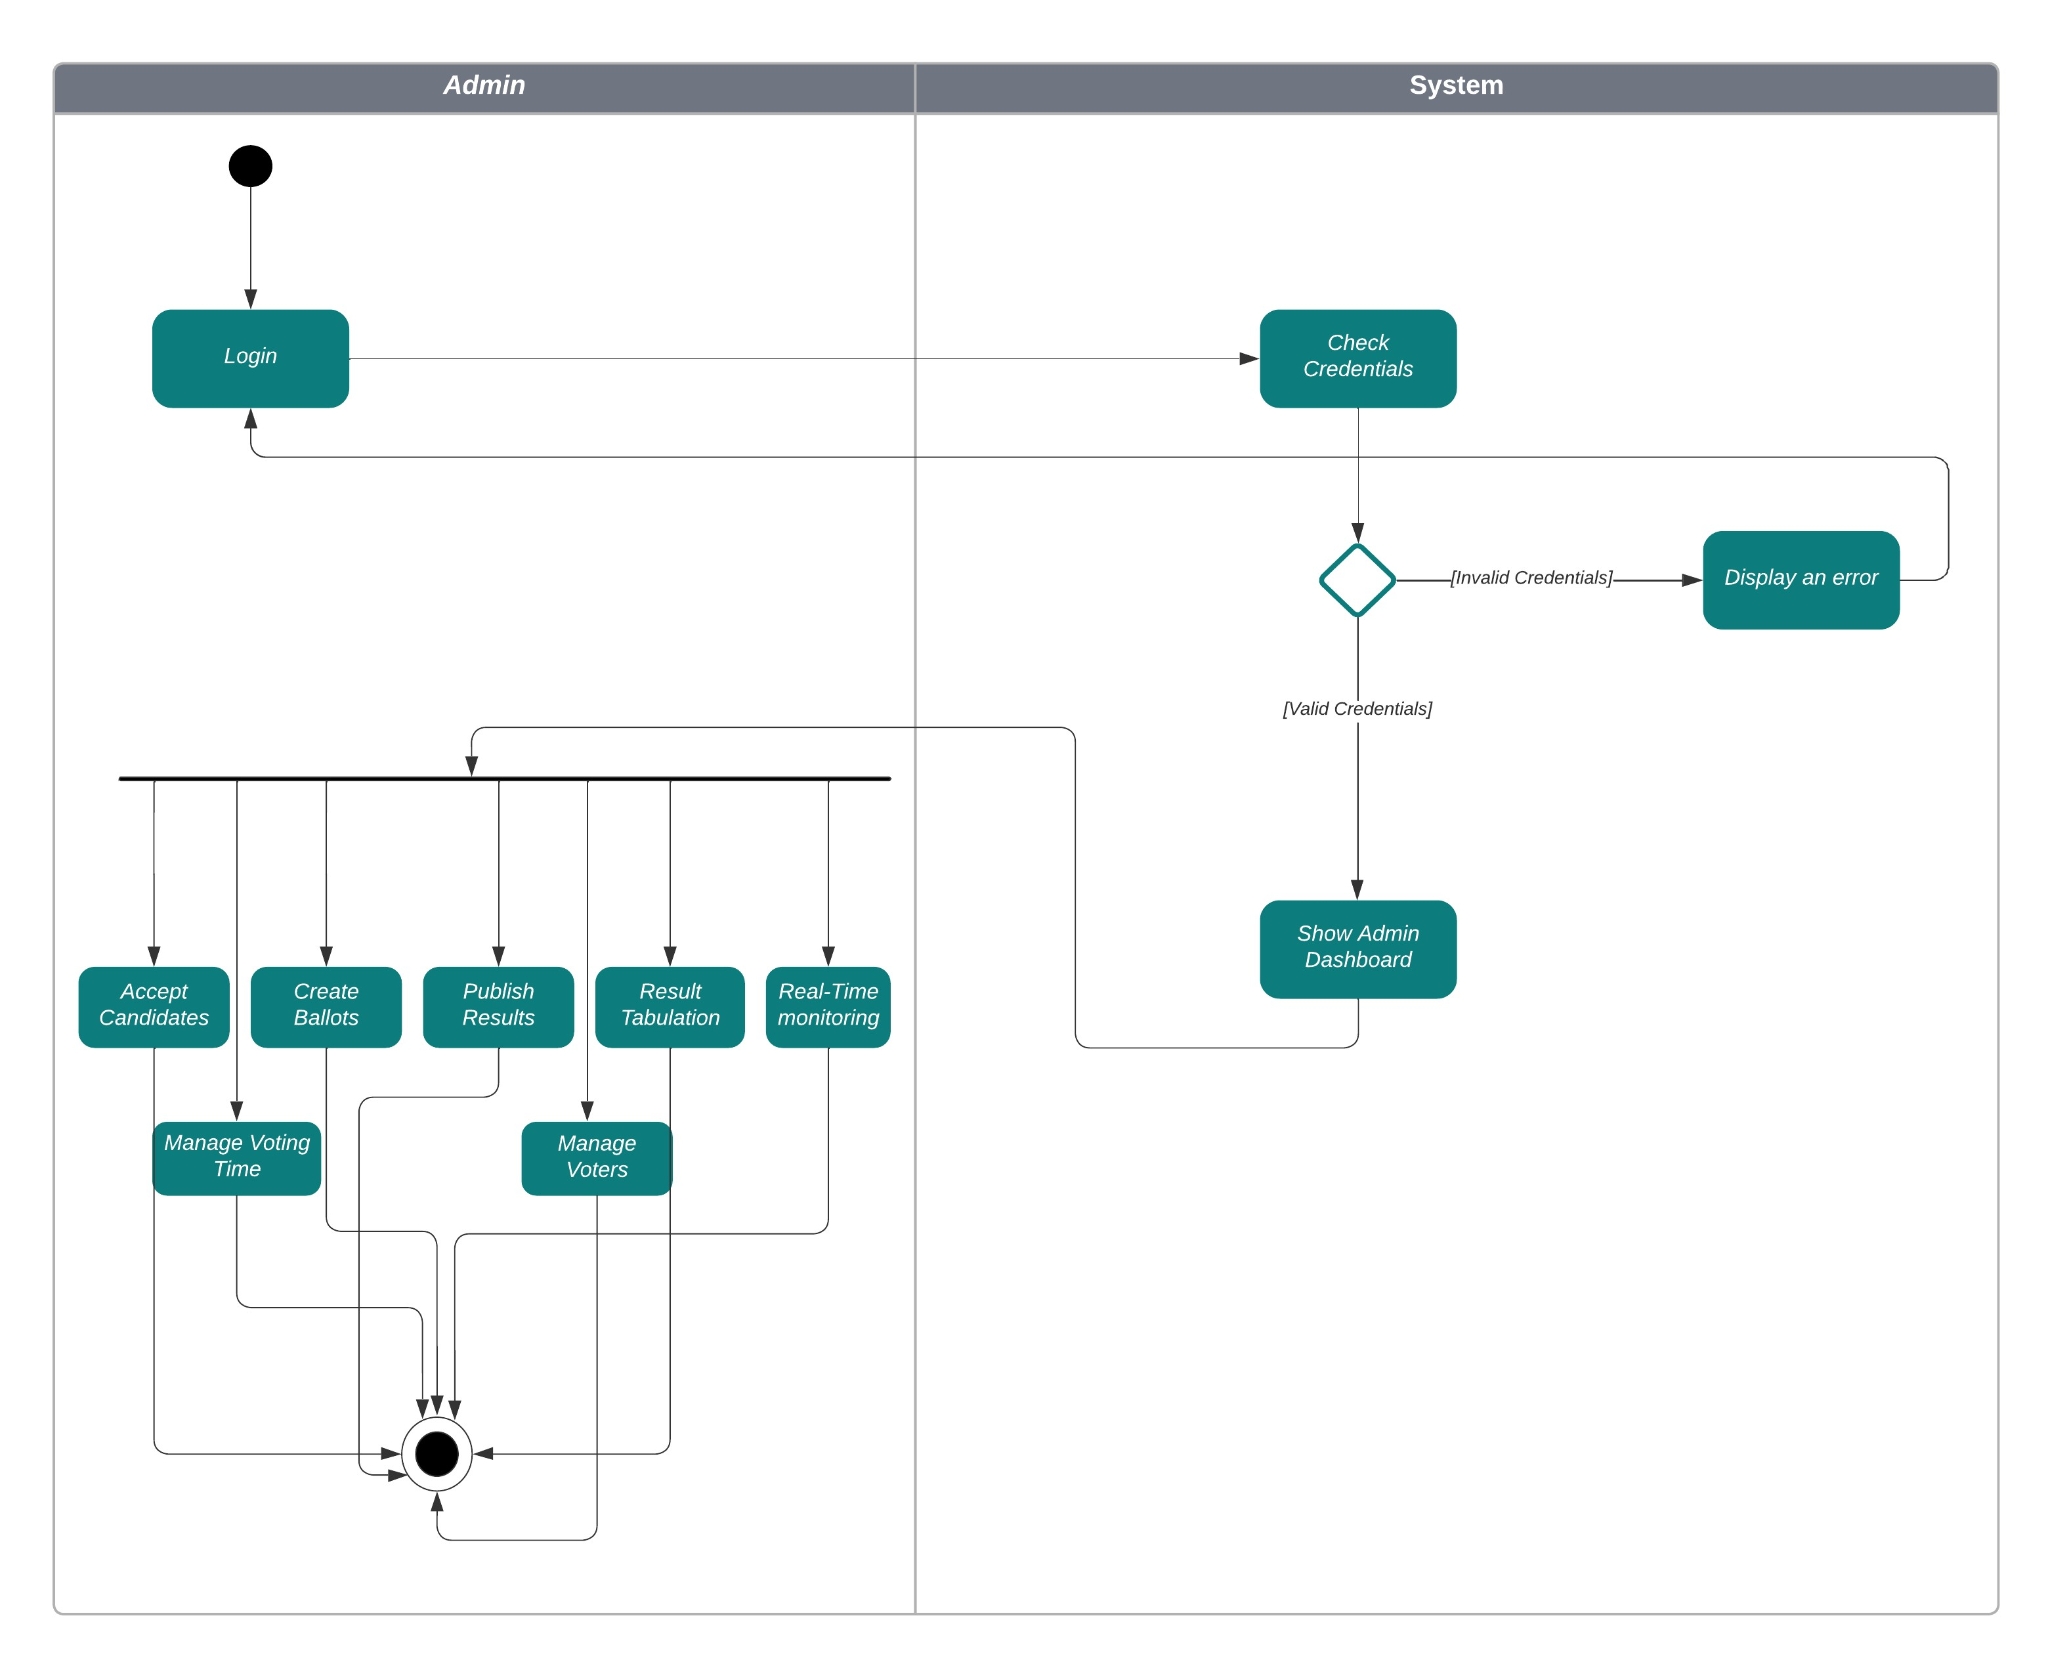 Admin
System
Login
Check
Credentials
[Invalid Credentials]
Display an error
[Valid Credentials]
Show Admin
Dashboard
Accept
Candidates
Create
Ballots
Publish
Results
Result
Tabulation
Real-Time
monitoring
Manage Voting
Time
Manage
Voters